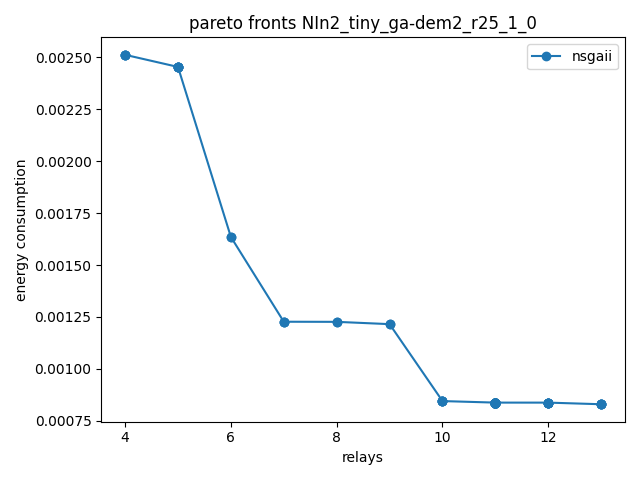 pareto fronts NIn2_tiny_ga-dem2_r25_1_0
nsgaii
energy consumption
0.00250
0.00225
0.00200
0.00175
0.00150
0.00125
0.00100
0.00075
4 6 8 10 12
relays